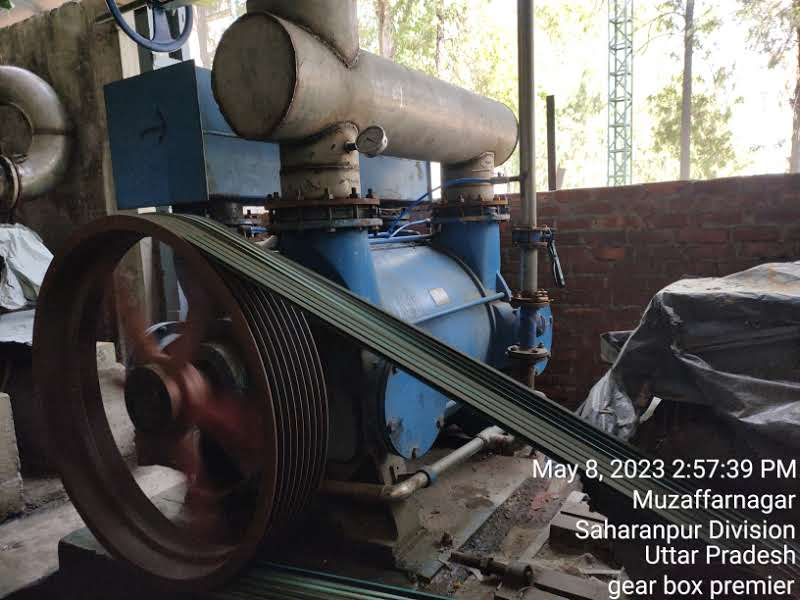 May 8, 2023 2:57:39 PM
Muzaffarnagar
Saharanpur Division
Uttar Pradesh
gear box premier